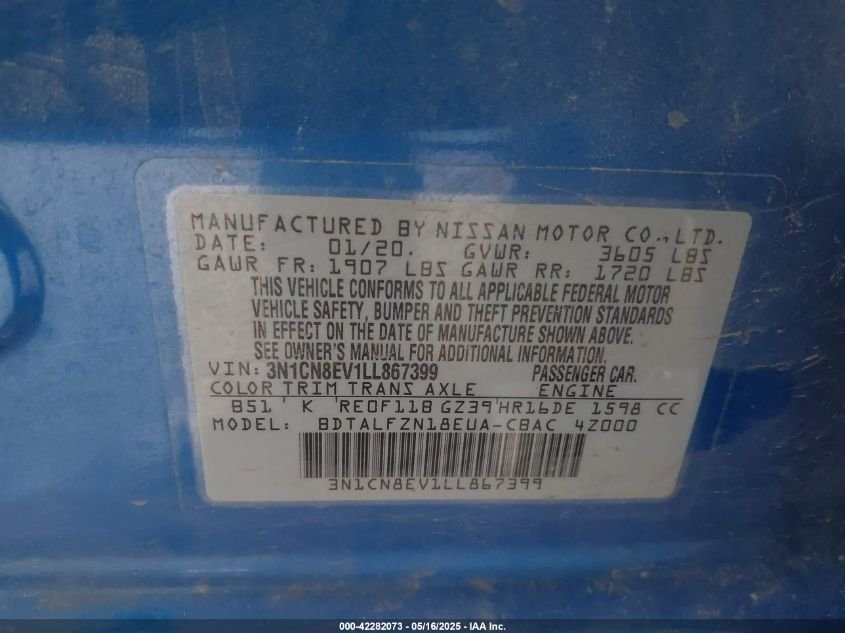 MANUFACTURED BY NISSAN MOTOR CO., LTD.
DATE: 01/20. GVWR: 3605 LBS
GAWR FR: 1907 LBS GAWR RR: 1720 LBS
THIS VEHICLE CONFORMS TO ALL APPLICABLE FEDERAL MOTOR
VEHICLE SAFETY, BUMPER AND THEFT PREVENTION STANDARDS
IN EFFECT ON THE DATE OF MANUFACTURE SHOWN ABOVE.
SEE OWNER'S MANUAL FOR ADDITIONAL INFORMATION.
VIN: 3N1CN8EV1LL867399 PASSENGER CAR.
COLOR TRIM TRANS AXLE ENGINE
B51 K RE0F11B GZ39 HR16DE 1598 CC
MODEL: BDTALFZN18EUA-CBAC 4Z000
3N1CN8EV1LL867399
000-42282073 / 05/16/2025 - IAA Inc.